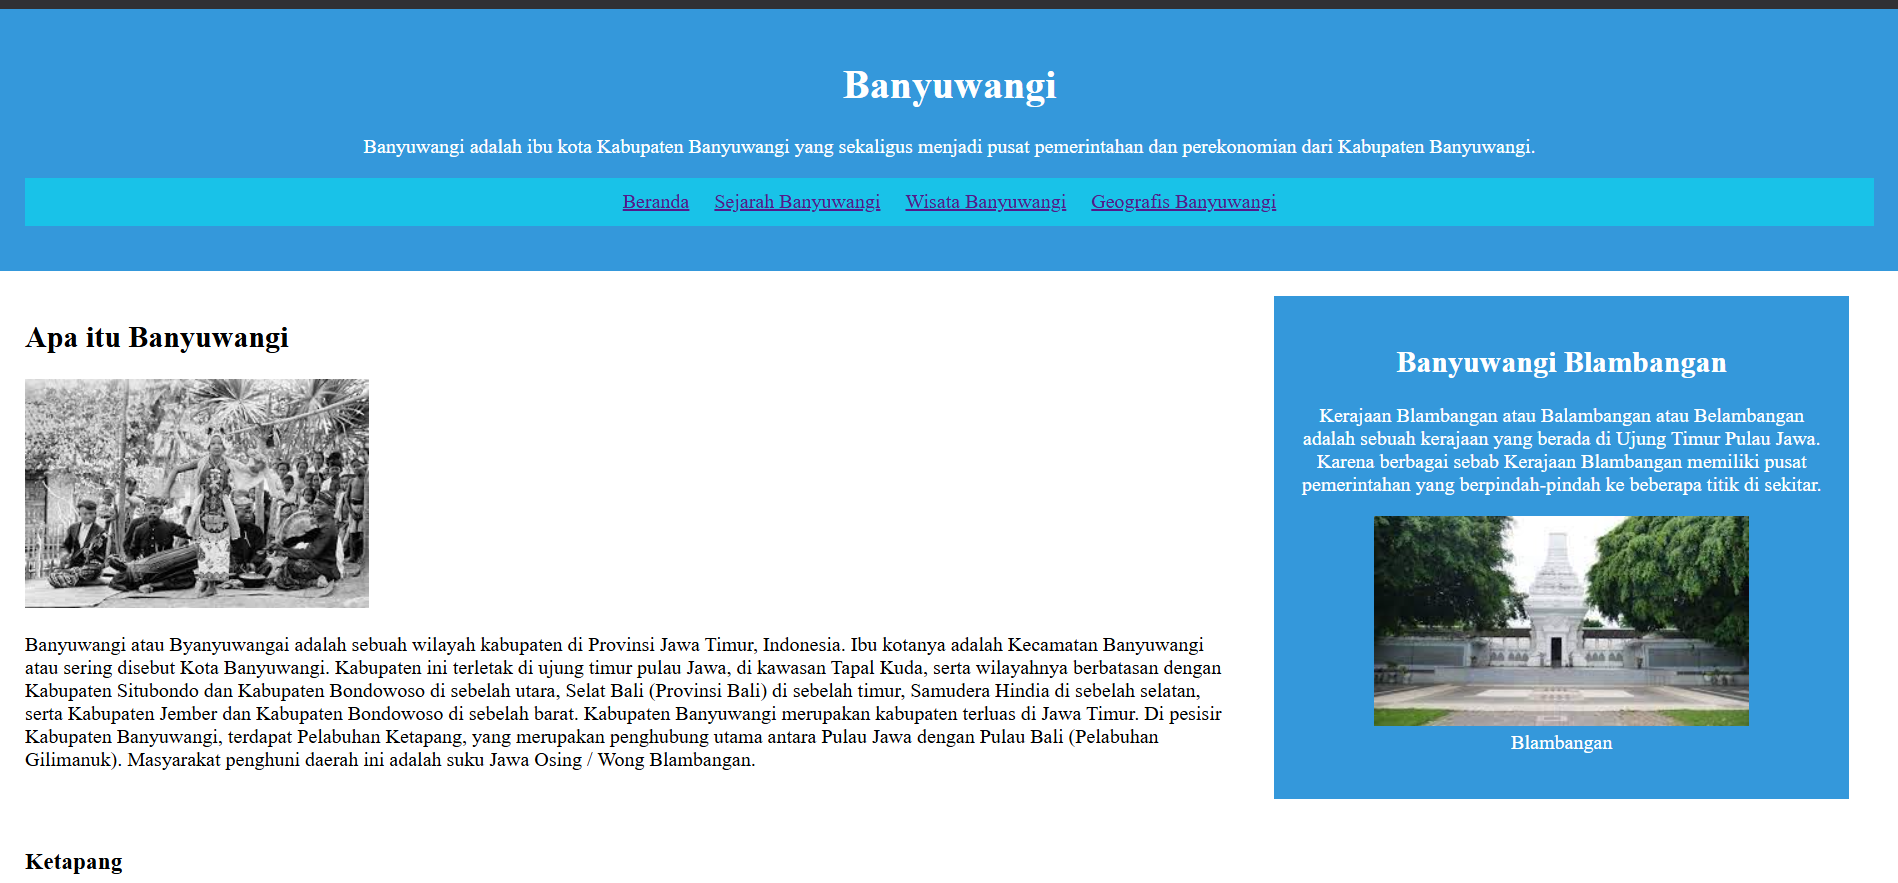 Banyuwangi
Banyuwangi adalah ibu kota Kabupaten Banyuwangi yang sekaligus menjadi pusat pemerintahan dan perekonomian dari Kabupaten Banyuwangi.
Beranda Sejarah Banyuwangi Wisata Banyuwangi Geografis Banyuwangi
Apa itu Banyuwangi
Banyuwangi atau Byanyuwangai adalah sebuah wilayah kabupaten di Provinsi Jawa Timur, Indonesia. Ibu kotanya adalah Kecamatan Banyuwangi
atau sering disebut Kota Banyuwangi. Kabupaten ini terletak di ujung timur pulau Jawa, di kawasan Tapal Kuda, serta wilayahnya berbatasan dengan
Kabupaten Situbondo dan Kabupaten Bondowoso di sebelah utara, Selat Bali (Provinsi Bali) di sebelah timur, Samudera Hindia di sebelah selatan,
serta Kabupaten Jember dan Kabupaten Bondowoso di sebelah barat. Kabupaten Banyuwangi merupakan kabupaten terluas di Jawa Timur. Di pesisir
Kabupaten Banyuwangi, terdapat Pelabuhan Ketapang, yang merupakan penghubung utama antara Pulau Jawa dengan Pulau Bali (Pelabuhan
Gilimanuk). Masyarakat penghuni daerah ini adalah suku Jawa Osing / Wong Blambangan.
Ketapang
Banyuwangi Blambangan
Kerajaan Blambangan atau Balambangan atau Belambangan
adalah sebuah kerajaan yang berada di Ujung Timur Pulau Jawa.
Karena berbagai sebab Kerajaan Blambangan memiliki pusat
pemerintahan yang berpindah-pindah ke beberapa titik di sekitar.
Blambangan